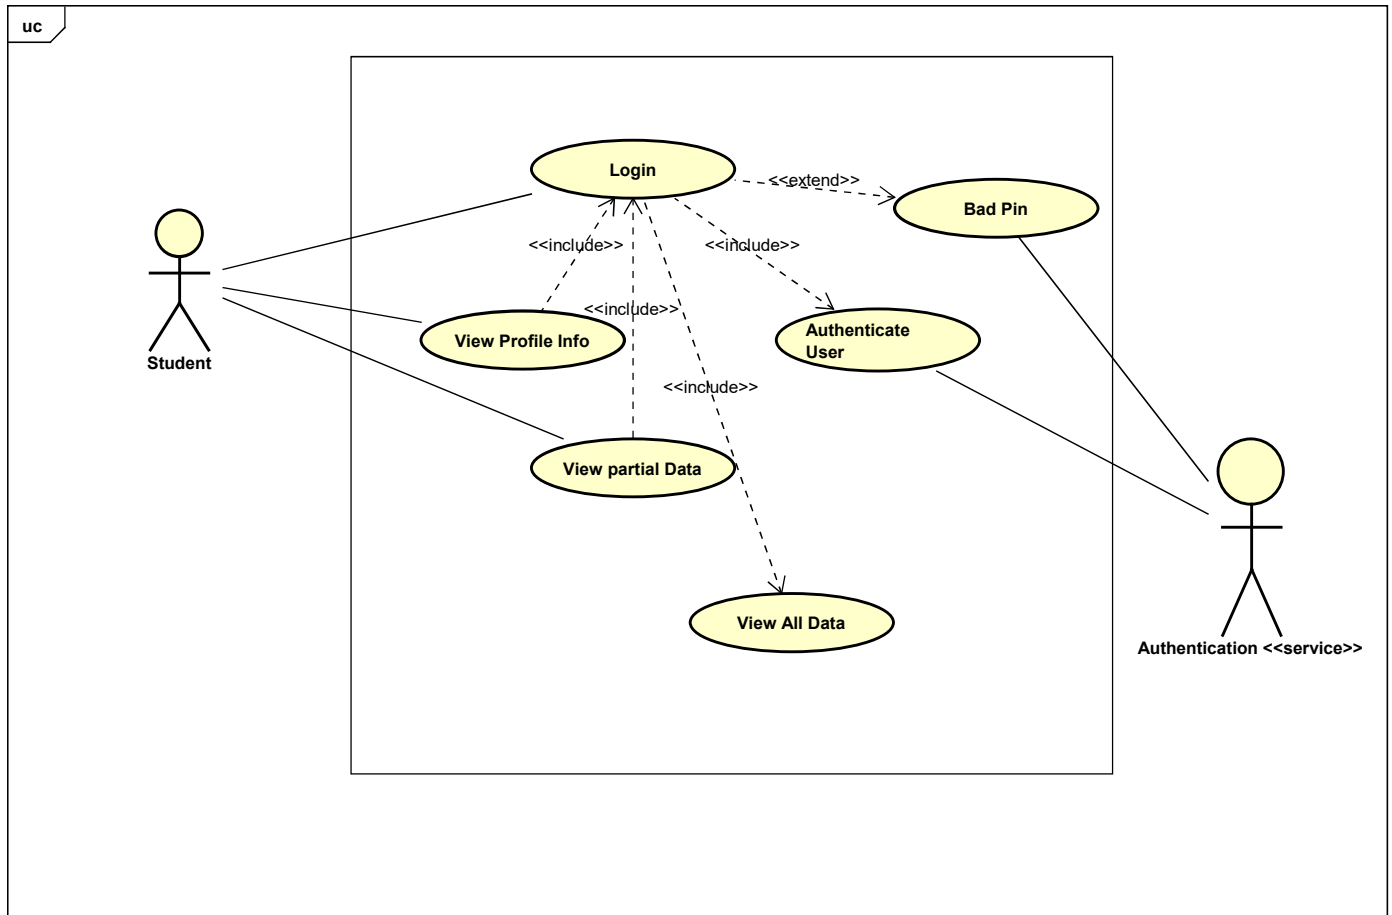 uc
Login
<<extend>>
Bad Pin
<<include>>
<<include>>
<<include>>
View Profile Info
Authenticate
User
Student
<<include>>
View partial Data
View All Data
Authentication <<service>>